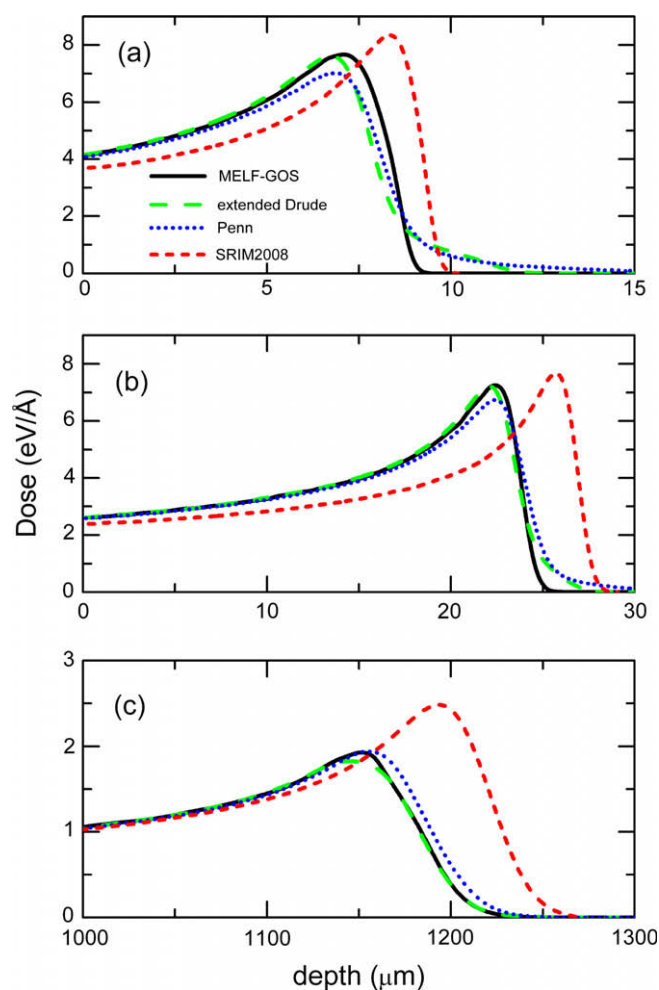 (a)
8
6
4
2
0
MELF-GOS
extended Drude
Penn
SRIM2008
0 5 10 15
(b)
8
6
4
2
0
0 10 20 30
Dose (eV/Å)
(c)
3
2
1
0
1000 1100 1200 1300
depth (μm)